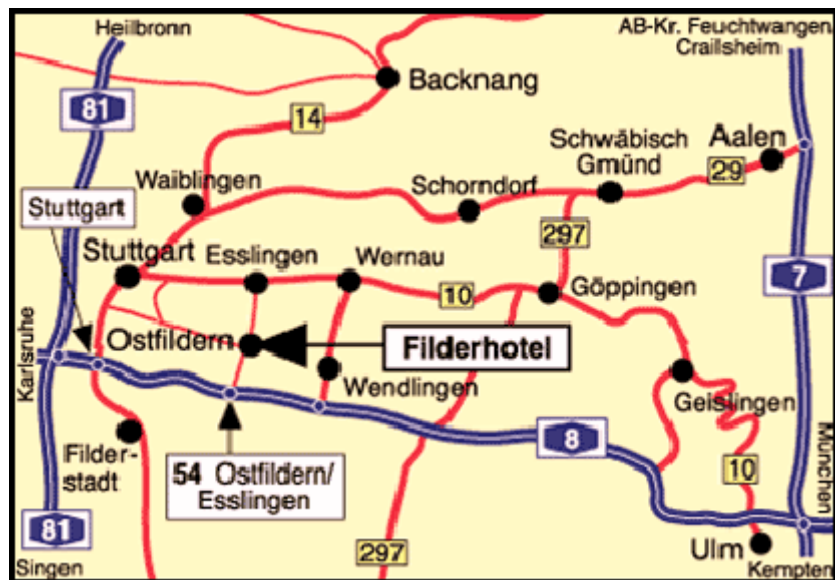 Heilbronn
AB-Kr. Feuchtwangen
Crailsheim
81
Backnang
14
Schwäbisch
Gmünd
Aalen
29
Waiblingen
Schorndorf
Stuttgart
297
Stuttgart
Esslingen
Wernau
10
Göppingen
7
Karlsruhe
Ostfildern
Filderhotel
Wendlingen
Geislingen
8
München
Filder-
stadt
54 Ostfildern/
Esslingen
10
81
Singen
297
Ulm
Kempten